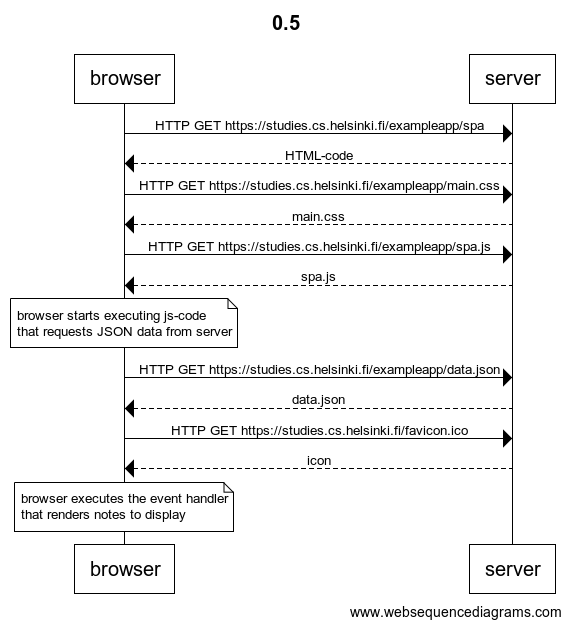 0.5
browser
server
HTTP GET https://studies.cs.helsinki.fi/exampleapp/spa
HTML-code
HTTP GET https://studies.cs.helsinki.fi/exampleapp/main.css
main.css
HTTP GET https://studies.cs.helsinki.fi/exampleapp/spa.js
spa.js
browser starts executing js-code
that requests JSON data from server
HTTP GET https://studies.cs.helsinki.fi/exampleapp/data.json
data.json
HTTP GET https://studies.cs.helsinki.fi/favicon.ico
icon
browser executes the event handler
that renders notes to display
browser
server
www.websequencediagrams.com